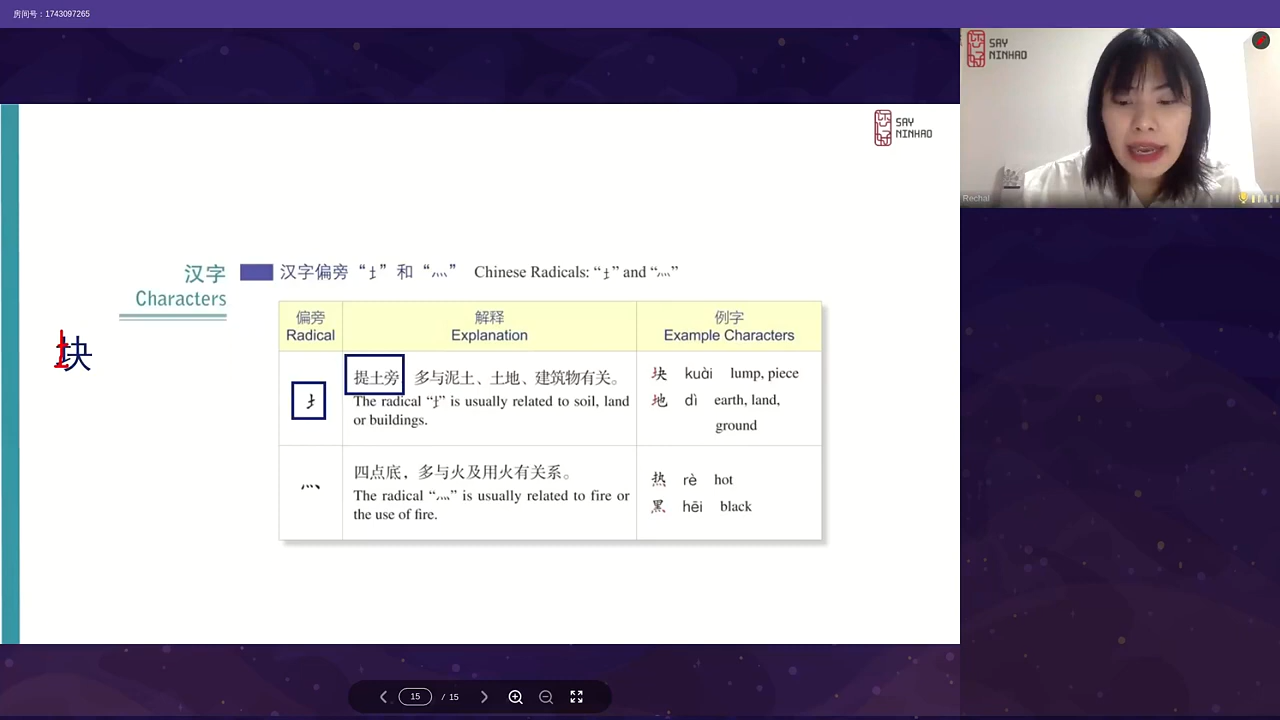 房间号：1743097265
SAY
NINHAO
SAY
NINHAO
Rechal
汉字
Characters
汉字偏旁“扌”和“灬” Chinese Radicals: “扌” and “灬”
块
偏旁
Radical
解释
Explanation
例字
Example Characters
提土旁 多与泥土、土地、建筑物有关。
The radical “扌” is usually related to soil, land
or buildings.
块 kuài lump, piece
地 dì earth, land,
ground
灬
四点底，多与火及用火有关系。
The radical “灬” is usually related to fire or
the use of fire.
热 rè hot
黑 hēi black
15 / 15